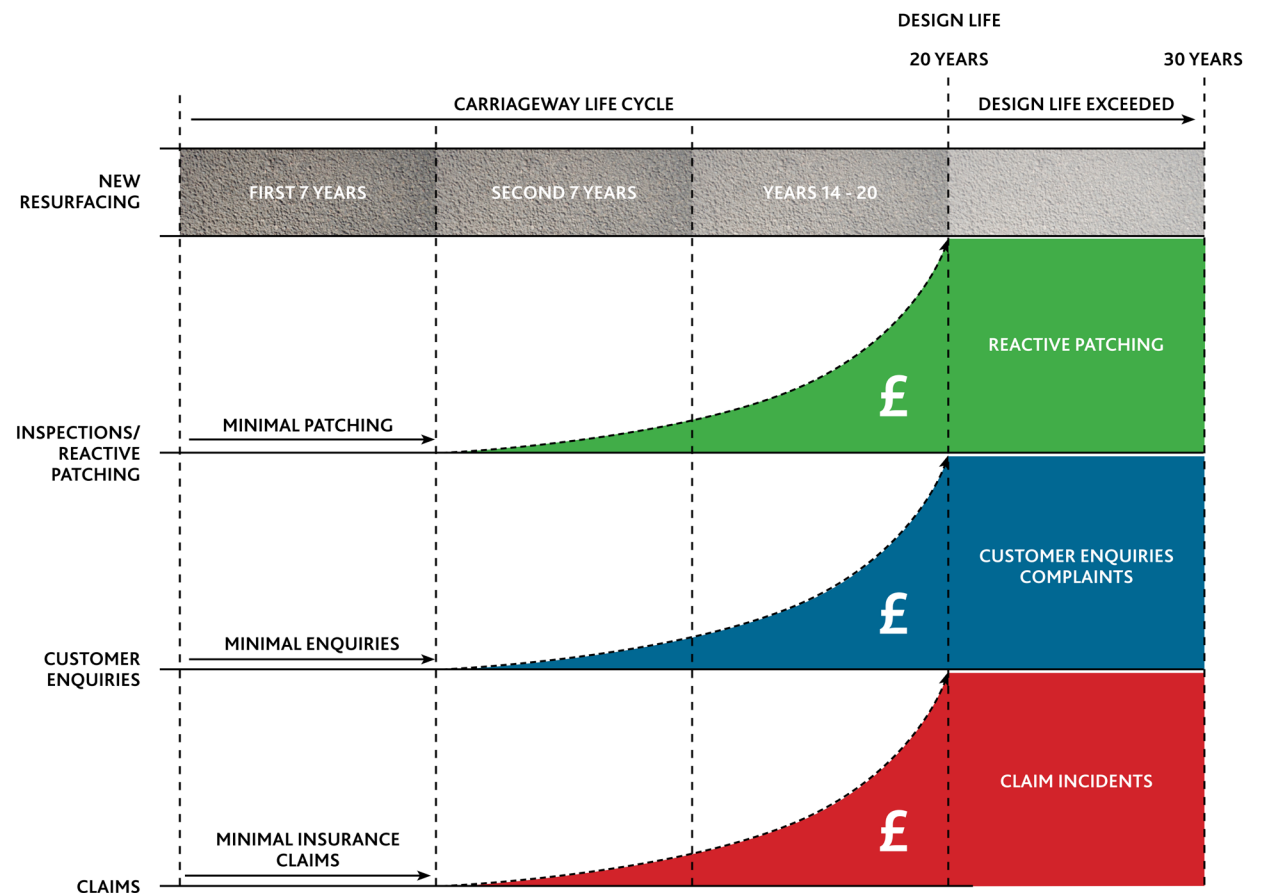 DESIGN LIFE
20 YEARS
30 YEARS
CARRIAGEWAY LIFE CYCLE
DESIGN LIFE EXCEEDED
NEW
RESURFACING
FIRST 7 YEARS
SECOND 7 YEARS
YEARS 14 - 20
REACTIVE PATCHING
£
MINIMAL PATCHING
INSPECTIONS/
REACTIVE
PATCHING
CUSTOMER ENQUIRIES
COMPLAINTS
£
MINIMAL ENQUIRIES
CUSTOMER
ENQUIRIES
CLAIM INCIDENTS
£
MINIMAL INSURANCE
CLAIMS
CLAIMS